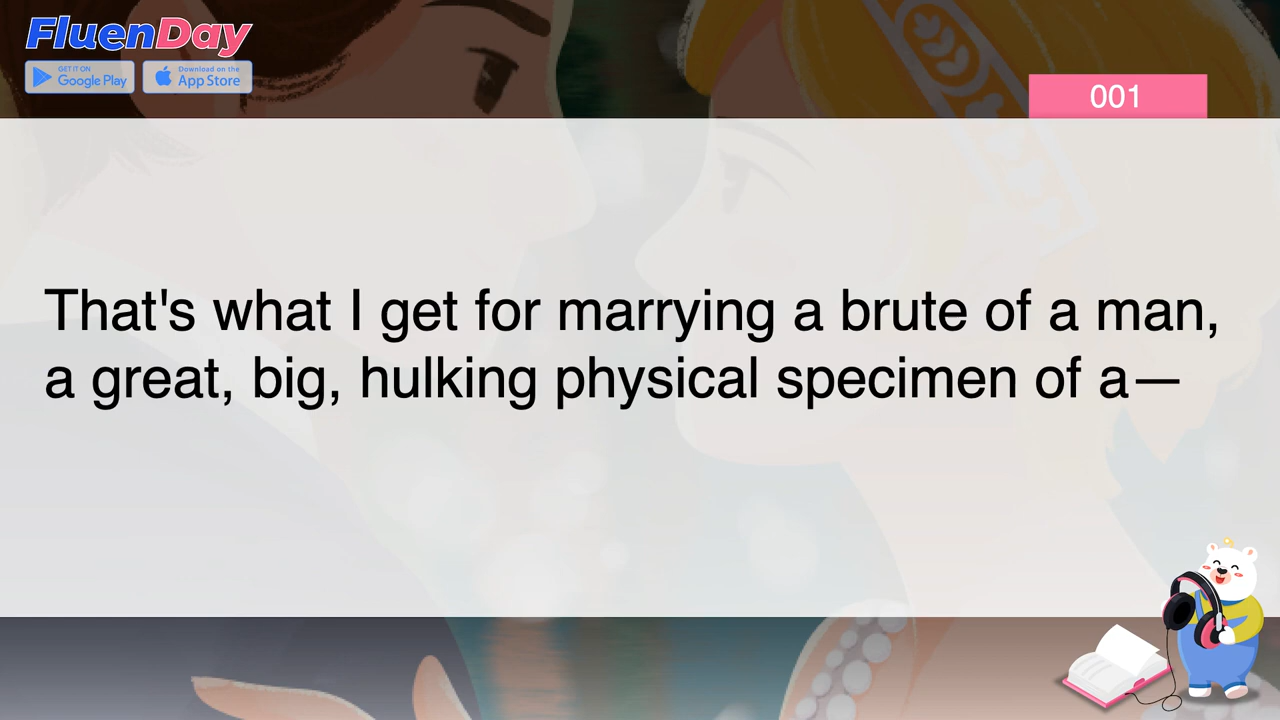 FluenDay
GET IT ON
Google Play
Download on the
App Store
001
That's what I get for marrying a brute of a man,
a great, big, hulking physical specimen of a—